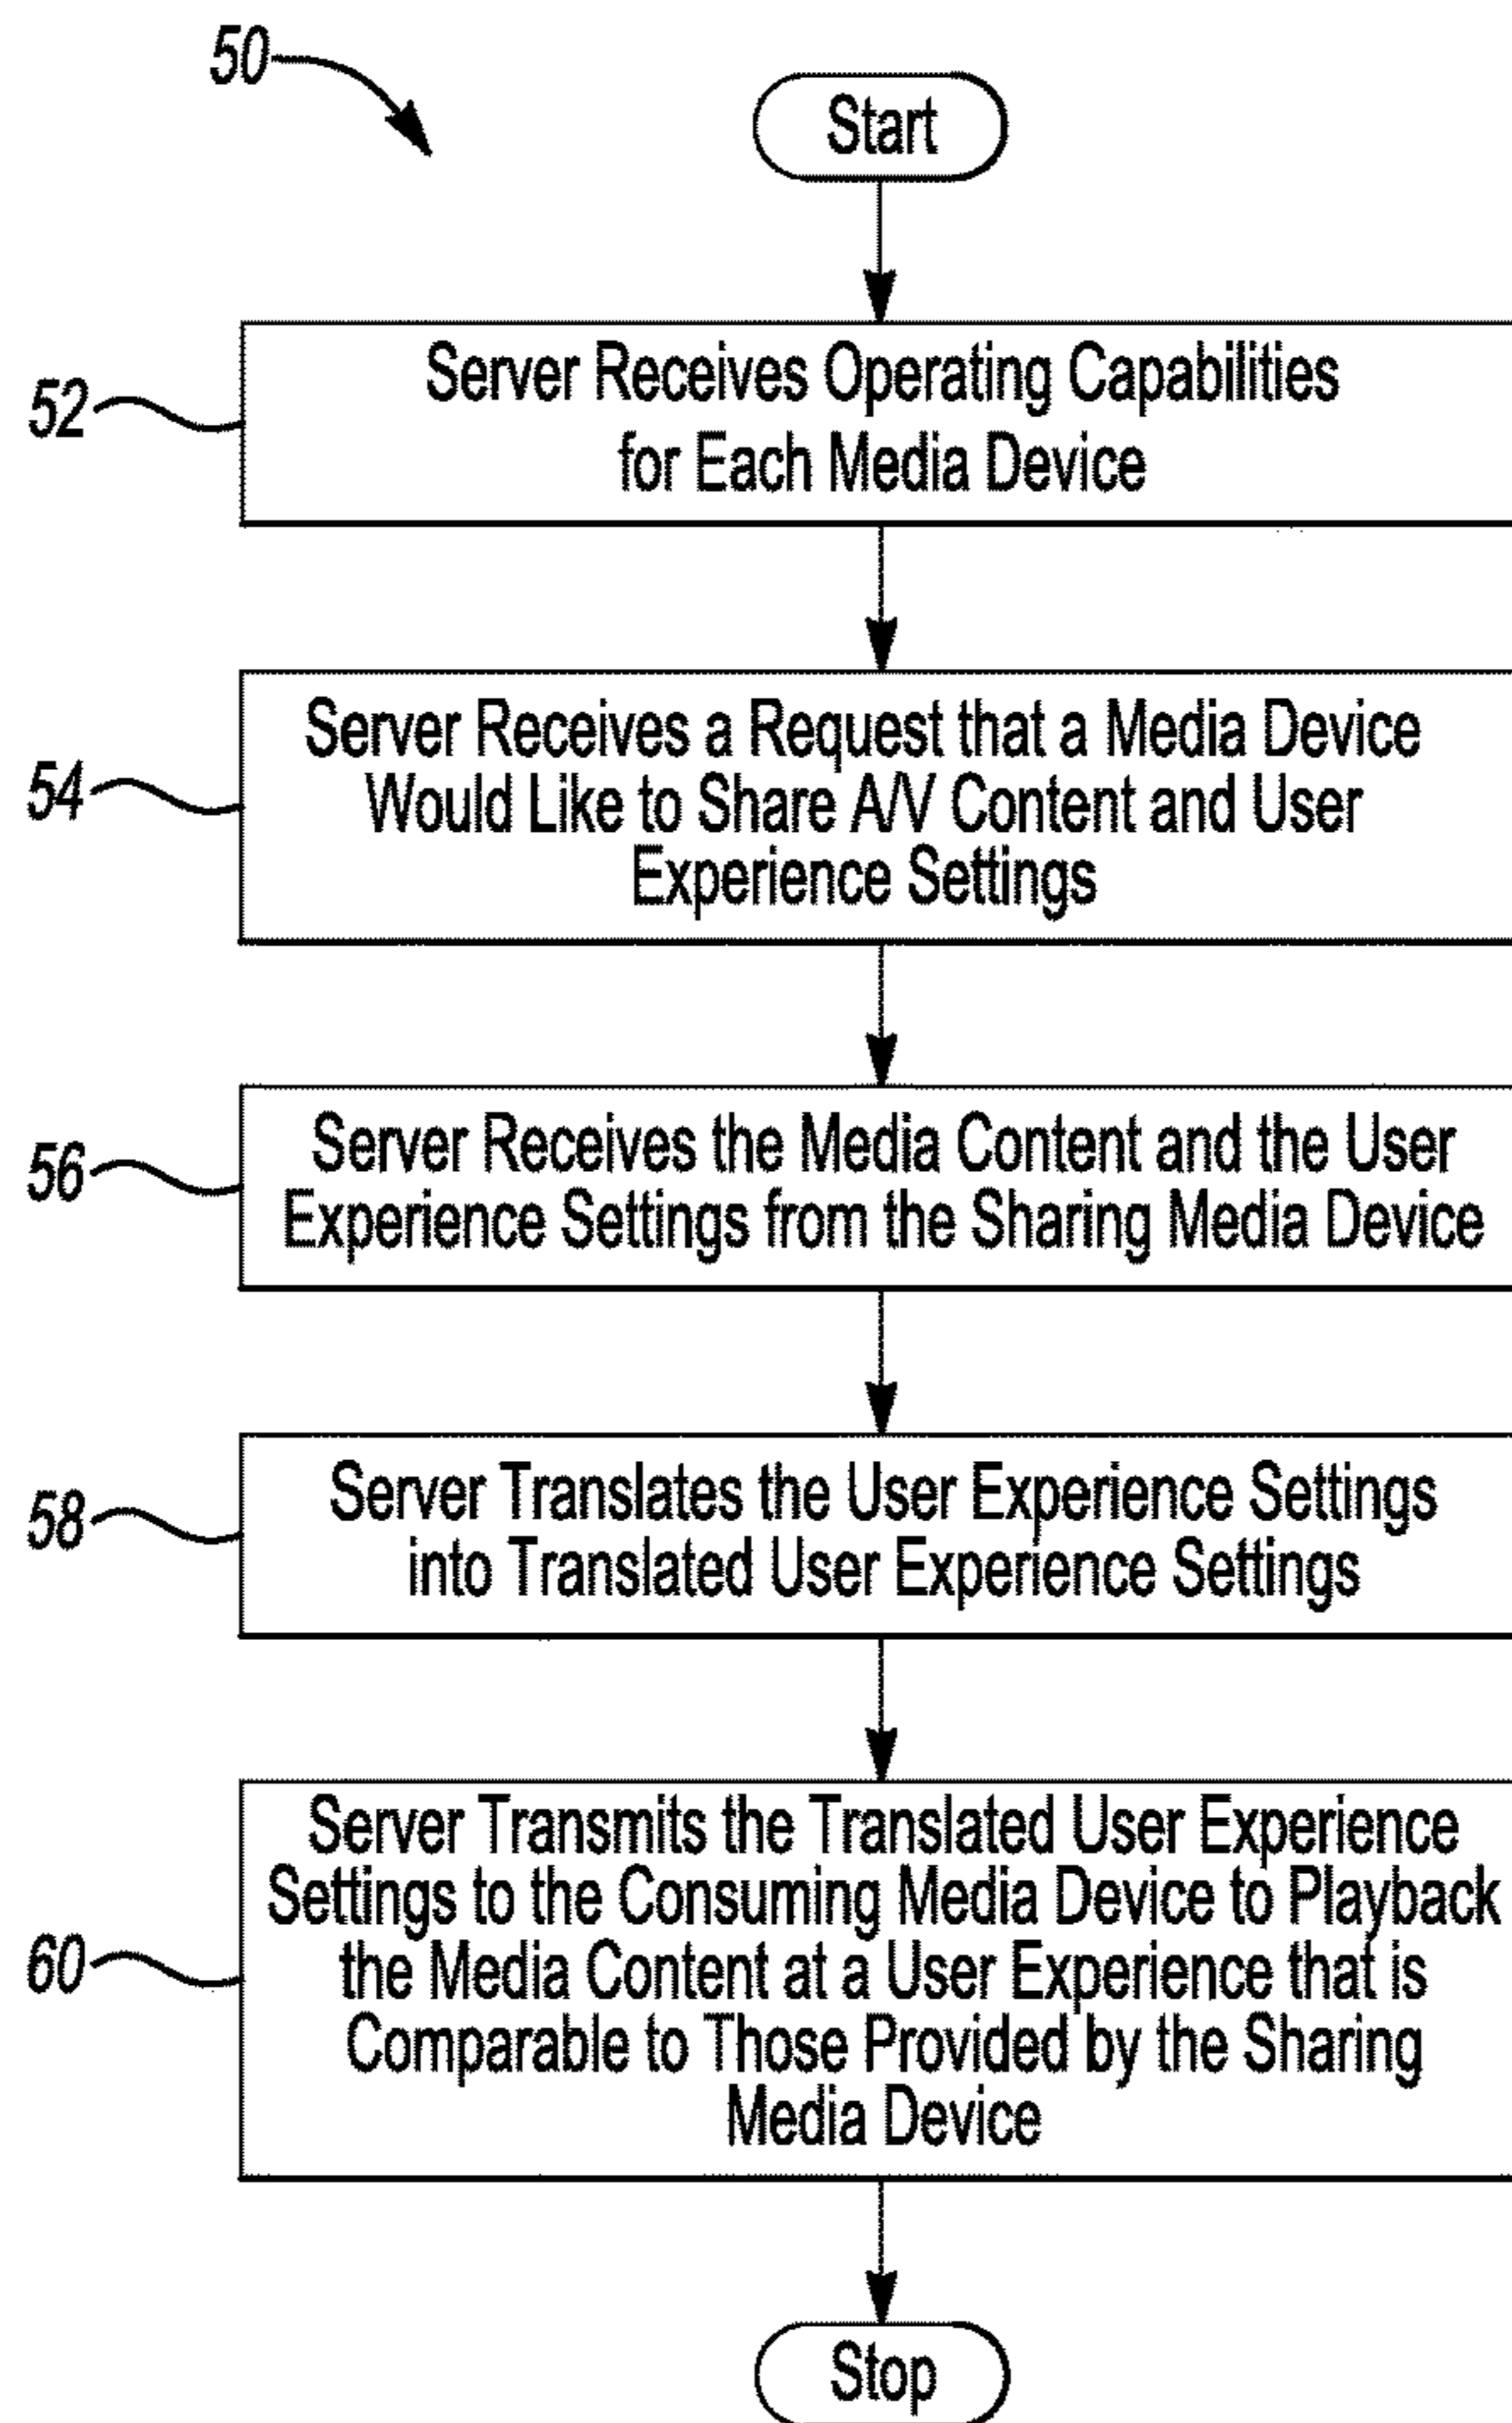 50
Start
52
Server Receives Operating Capabilities
for Each Media Device
54
Server Receives a Request that a Media Device
Would Like to Share A/V Content and User
Experience Settings
56
Server Receives the Media Content and the User
Experience Settings from the Sharing Media Device
58
Server Translates the User Experience Settings
into Translated User Experience Settings
60
Server Transmits the Translated User Experience
Settings to the Consuming Media Device to Playback
the Media Content at a User Experience that is
Comparable to Those Provided by the Sharing
Media Device
Stop